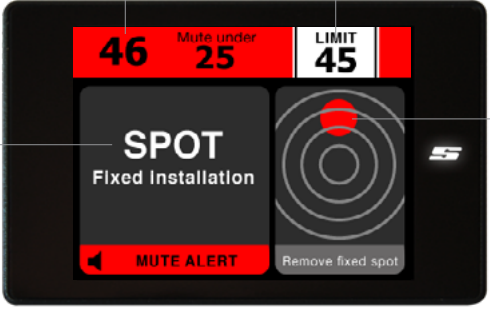 46
Mute under
25
LIMIT
45
SPOT
Fixed Installation
MUTE ALERT
Remove fixed spot